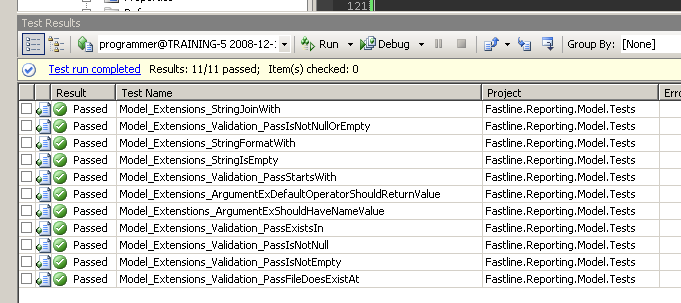 121
Test Results
programmer@TRAINING-5 2008-12- Run Debug Group By: [None]
Test run completed Results: 11/11 passed; Item(s) checked: 0
Result Test Name Project Erro
Passed Model_Extensions_StringJoinWith Fastline.Reporting.Model.Tests
Passed Model_Extensions_Validation_PassIsNotNullOrEmpty Fastline.Reporting.Model.Tests
Passed Model_Extensions_StringFormatWith Fastline.Reporting.Model.Tests
Passed Model_Extensions_StringIsEmpty Fastline.Reporting.Model.Tests
Passed Model_Extensions_Validation_PassStartsWith Fastline.Reporting.Model.Tests
Passed Model_Extensions_ArgumentExDefaultOperatorShouldReturnValue Fastline.Reporting.Model.Tests
Passed Model_Extenstions_ArgumentExShouldHaveNameValue Fastline.Reporting.Model.Tests
Passed Model_Extensions_Validation_PassExistsIn Fastline.Reporting.Model.Tests
Passed Model_Extensions_Validation_PassIsNotNull Fastline.Reporting.Model.Tests
Passed Model_Extensions_Validation_PassIsNotEmpty Fastline.Reporting.Model.Tests
Passed Model_Extensions_Validation_PassFileDoesExistAt Fastline.Reporting.Model.Tests